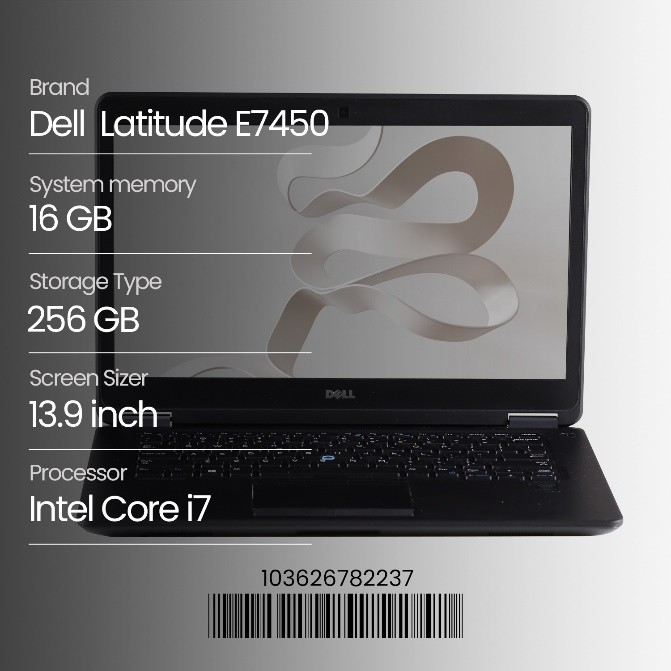 Brand
Dell Latitude E7450
System memory
16 GB
Storage Type
256 GB
Screen Sizer
13.9 inch
DELL
Processor
Intel Core i7
103626782237